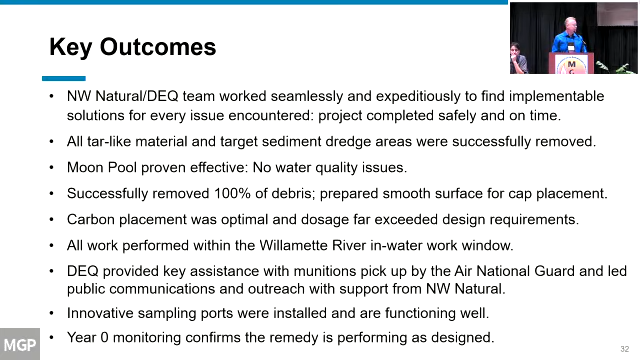 Key Outcomes
• NW Natural/DEQ team worked seamlessly and expeditiously to find implementable
solutions for every issue encountered: project completed safely and on time.
• All tar-like material and target sediment dredge areas were successfully removed.
• Moon Pool proven effective: No water quality issues.
• Successfully removed 100% of debris; prepared smooth surface for cap placement.
• Carbon placement was optimal and dosage far exceeded design requirements.
• All work performed within the Willamette River in-water work window.
• DEQ provided key assistance with munitions pick up by the Air National Guard and led
public communications and outreach with support from NW Natural.
• Innovative sampling ports were installed and are functioning well.
• Year 0 monitoring confirms the remedy is performing as designed.
MGP
32